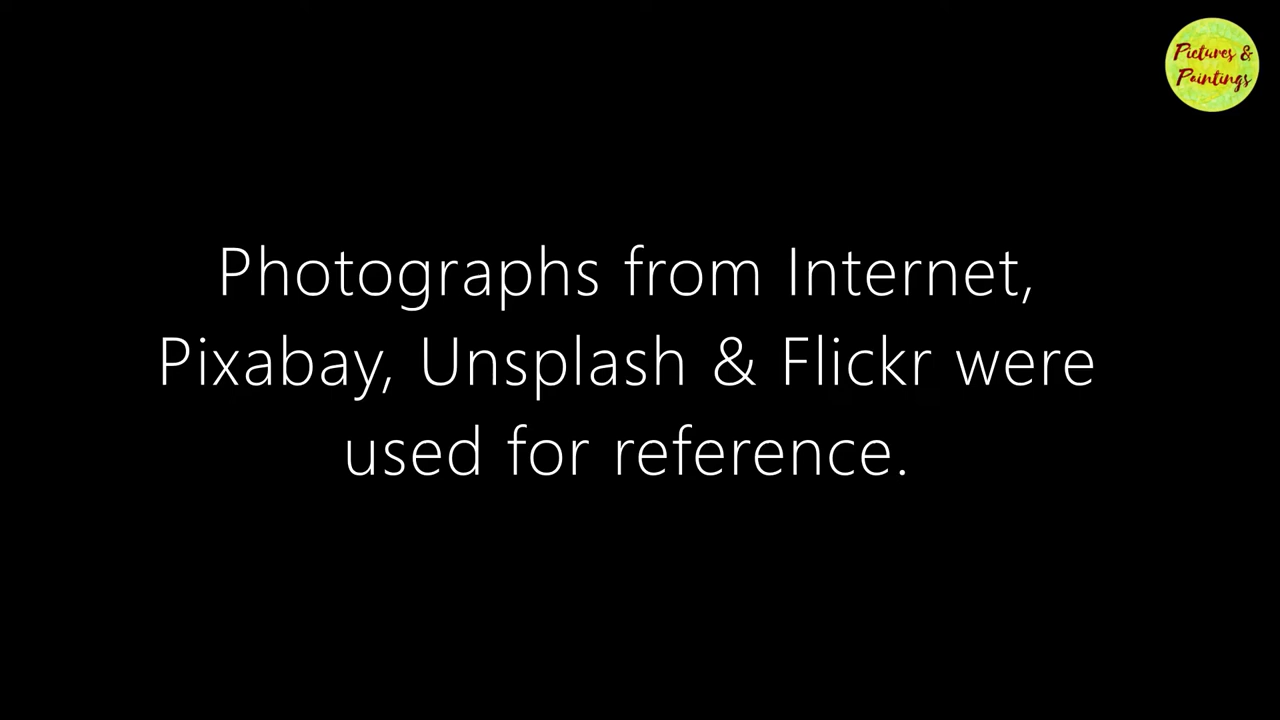 Pictures &
Paintings
Photographs from Internet,
Pixabay, Unsplash & Flickr were
used for reference.